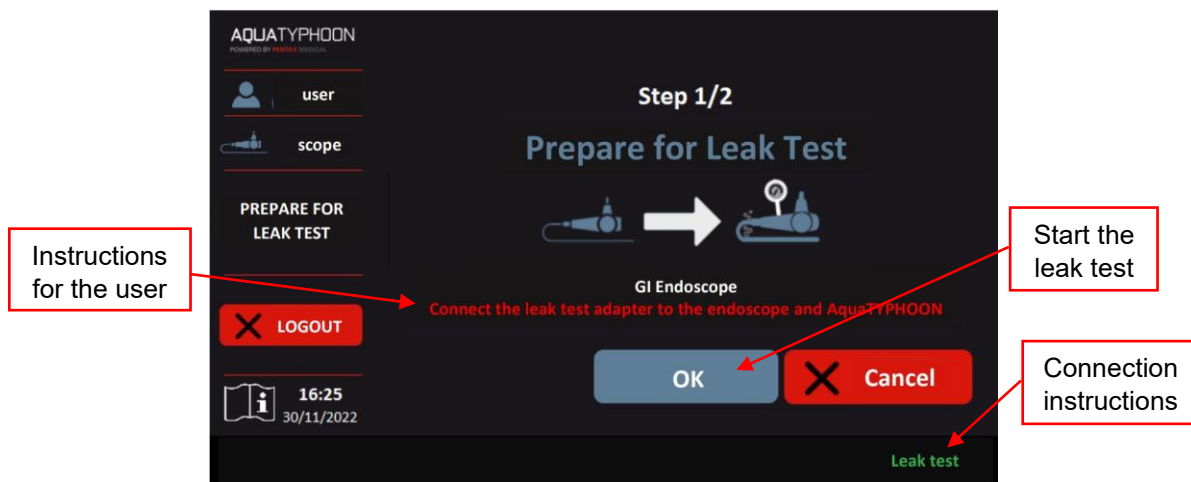 AQUATYPHOON
POWERED BY PENTAX MEDICAL
user
scope
PREPARE FOR
LEAK TEST
LOGOUT
16:25
30/11/2022
Step 1/2
Prepare for Leak Test
GI Endoscope
Connect the leak test adapter to the endoscope and AquaTYPHOON
OK
Cancel
Leak test
Instructions
for the user
Start the
leak test
Connection
instructions